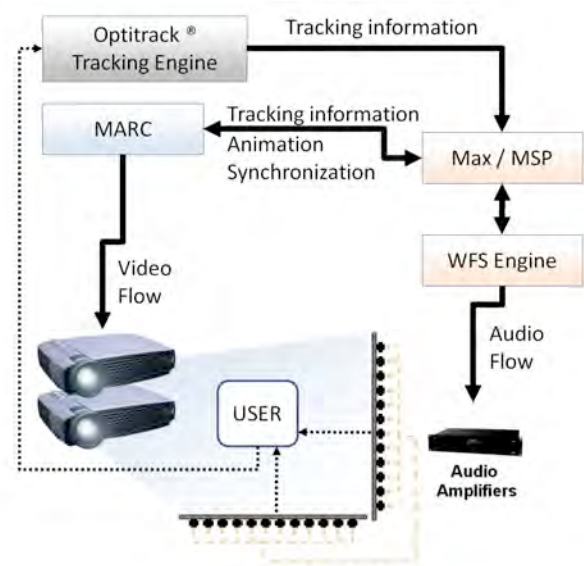 Optitrack ®
Tracking Engine
Tracking information
MARC
Tracking information
Animation
Synchronization
Max / MSP
WFS Engine
Video
Flow
Audio
Flow
USER
Audio
Amplifiers